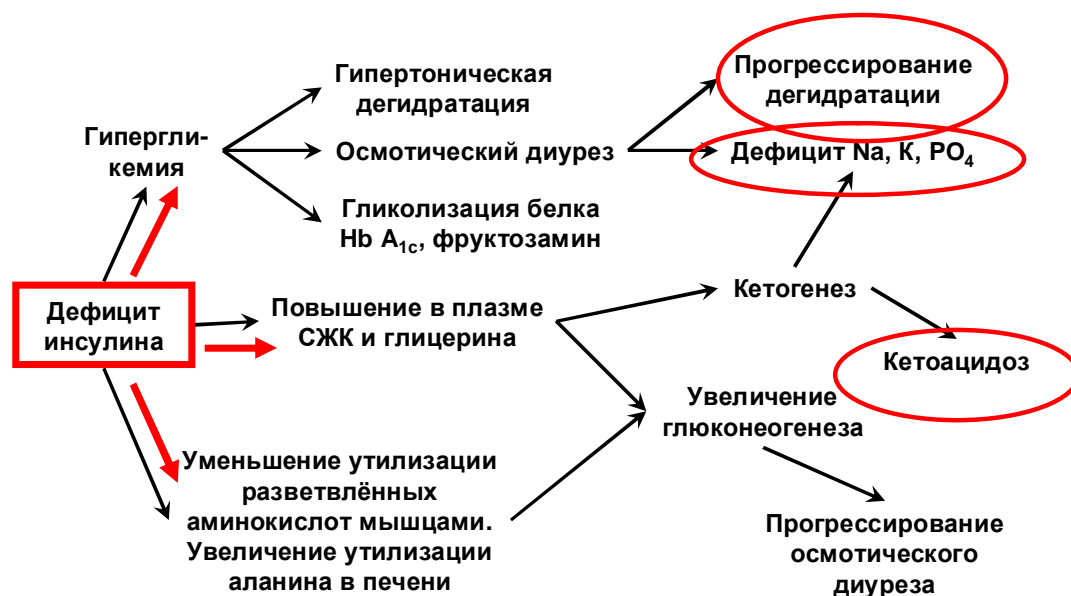 Гипертоническая
дегидратация
Прогрессирование
дегидратации
Гипергли-
кемия
Осмотический диурез
Дефицит Na, К, PO₄
Гликолизация белка
Hb A₁c, фруктозамин
Дефицит
инсулина
Повышение в плазме
СЖК и глицерина
Кетогенез
Кетоацидоз
Увеличение
глюконеогенеза
Уменьшение утилизации
разветвлённых
аминокислот мышцами.
Увеличение утилизации
аланина в печени
Прогрессирование
осмотического
диуреза